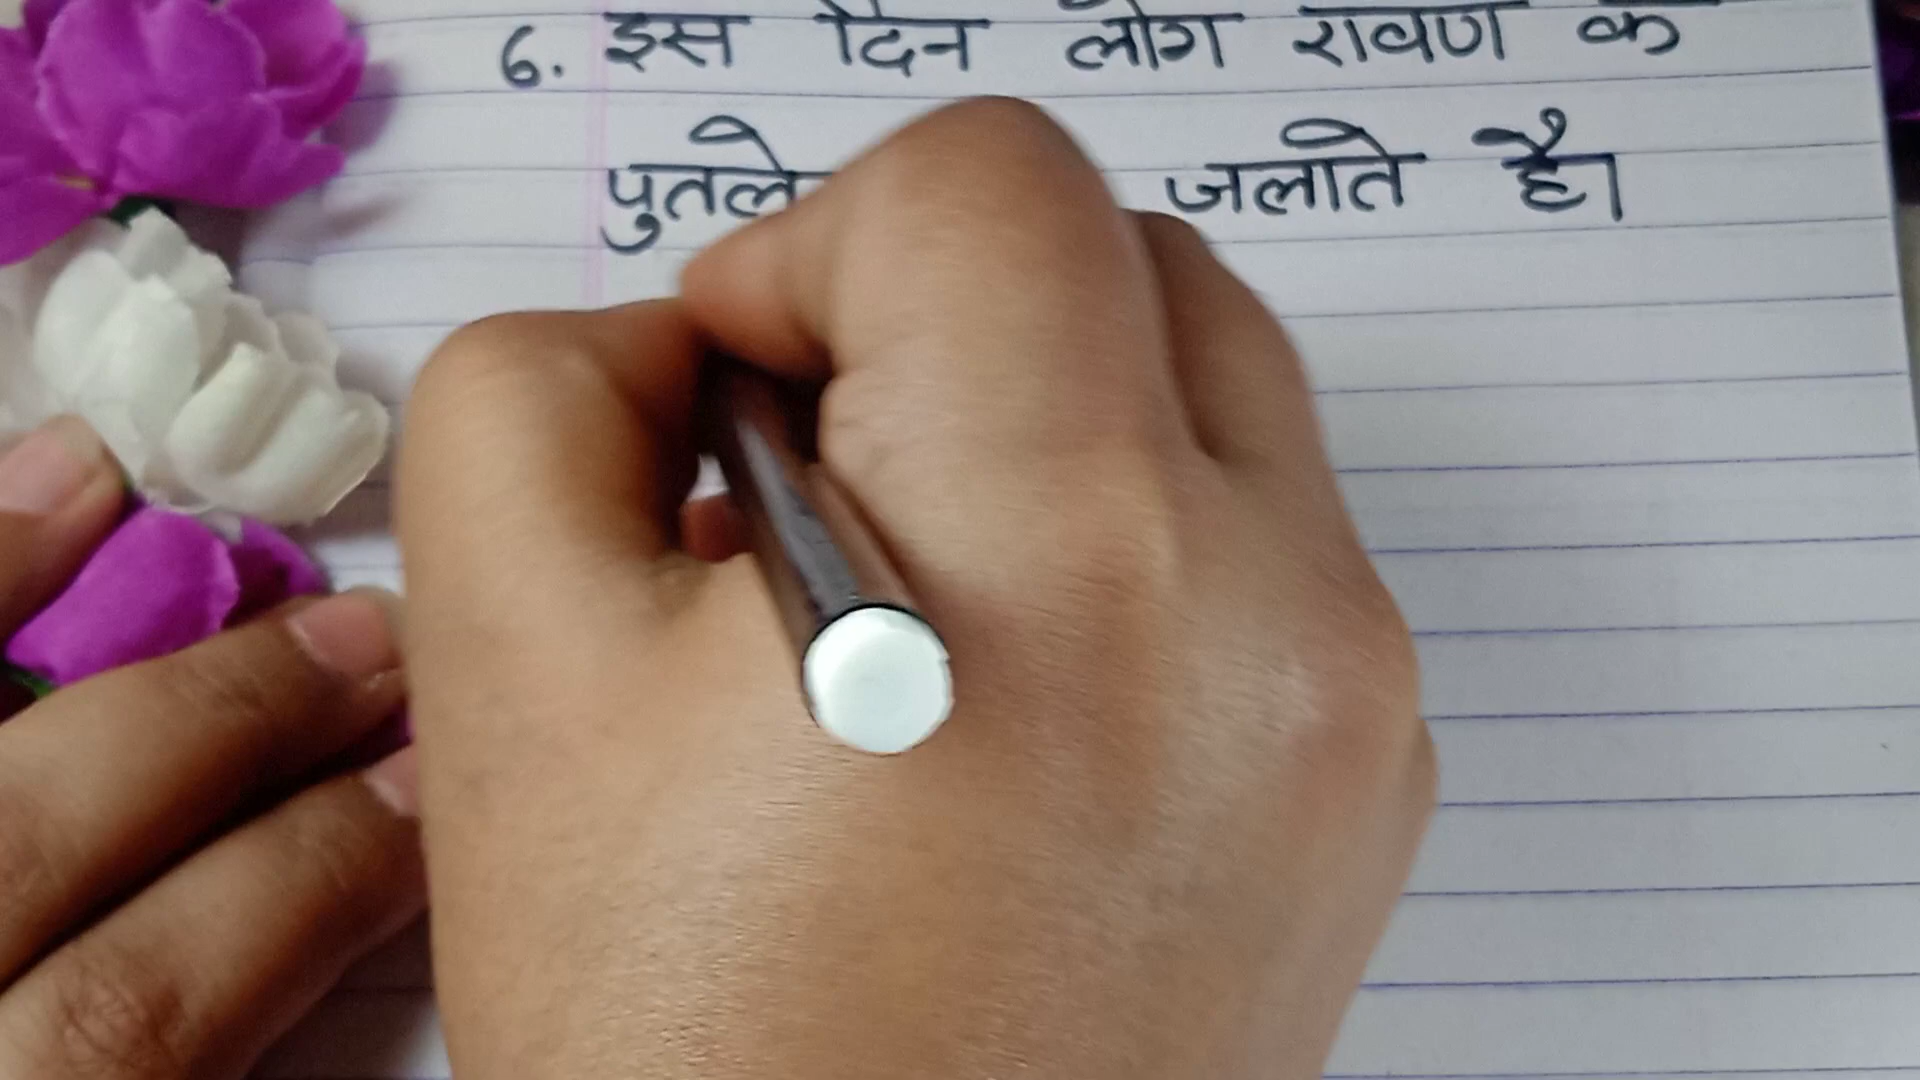 6. इस दिन लोग रावण के
पुतले जलाते है।